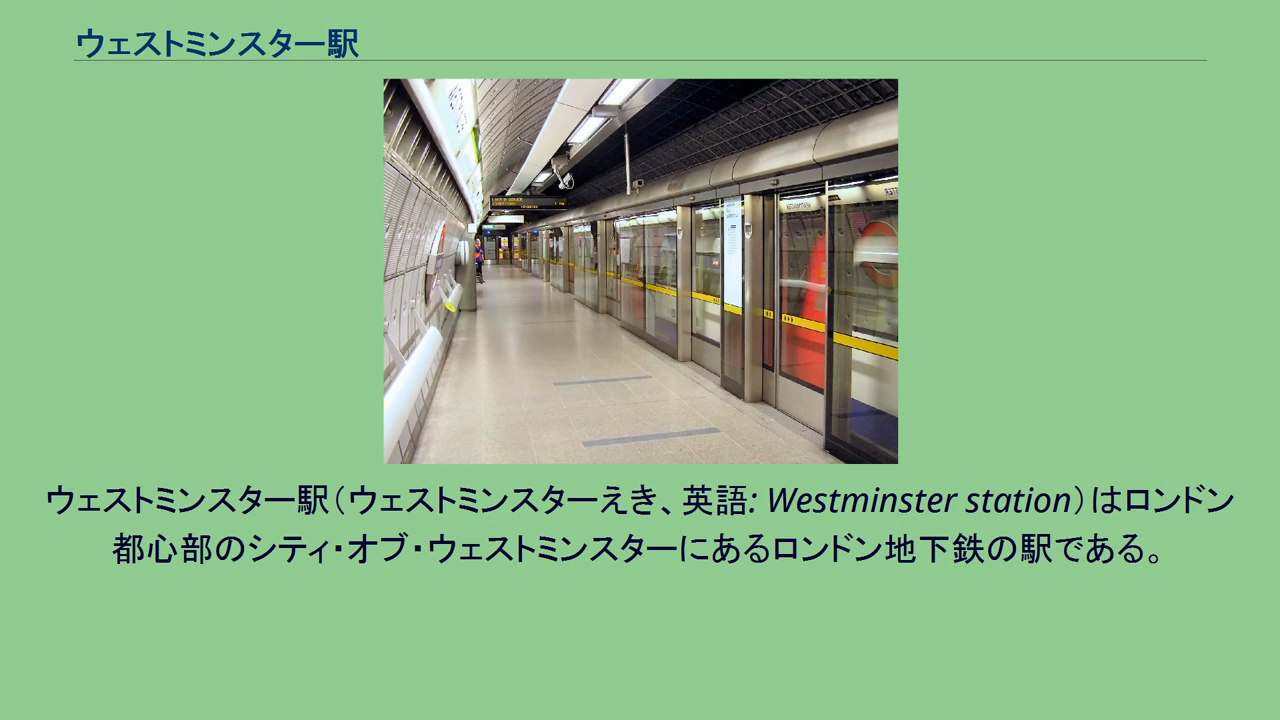 ウェストミンスター駅
ウェストミンスター駅（ウェストミンスターえき、英語: Westminster station）はロンドン
都心部のシティ・オブ・ウェストミンスターにあるロンドン地下鉄の駅である。